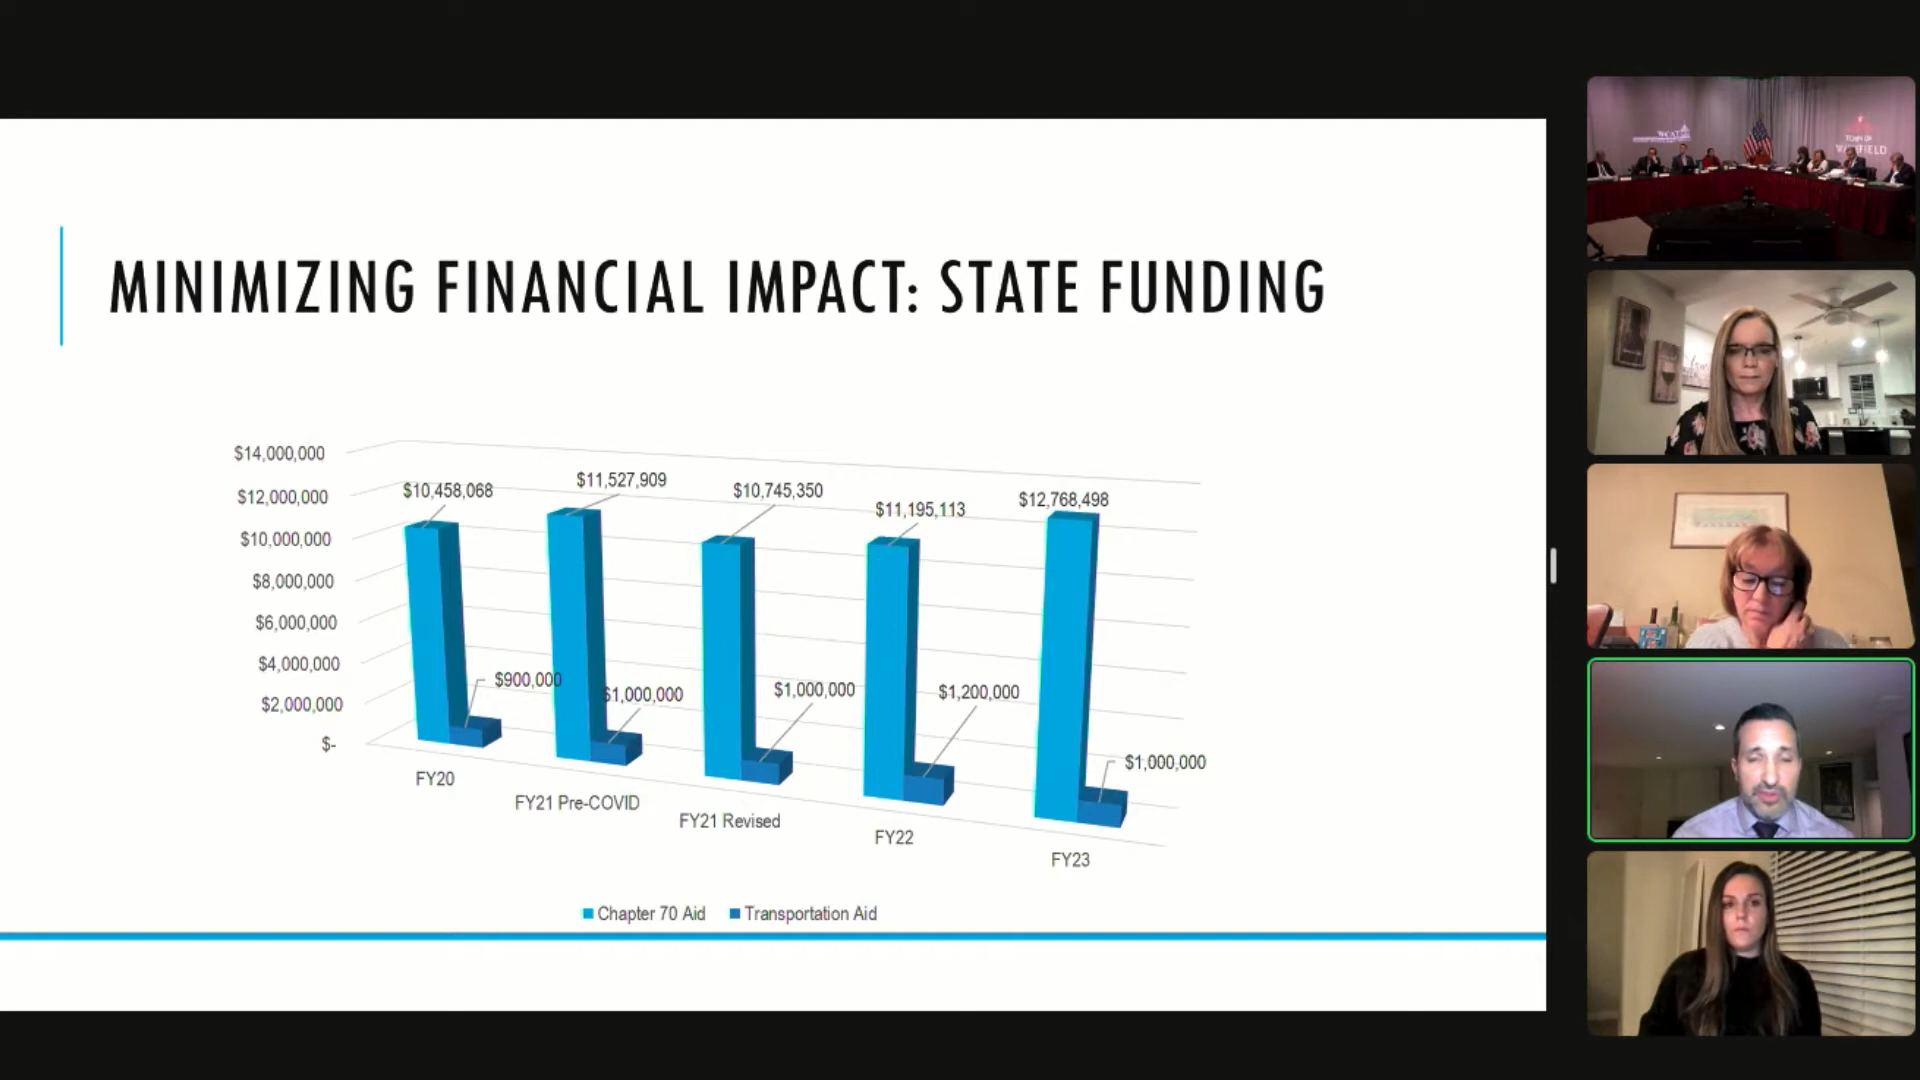 MINIMIZING FINANCIAL IMPACT: STATE FUNDING
$14,000,000
$12,000,000
$10,000,000
$8,000,000
$6,000,000
$4,000,000
$2,000,000
$-
$10,458,068
$11,527,909
$10,745,350
$11,195,113
$12,768,498
$900,000
$1,000,000
$1,000,000
$1,200,000
$1,000,000
FY20
FY21 Pre-COVID
FY21 Revised
FY22
FY23
Chapter 70 Aid
Transportation Aid
WCAT
TOWN OF